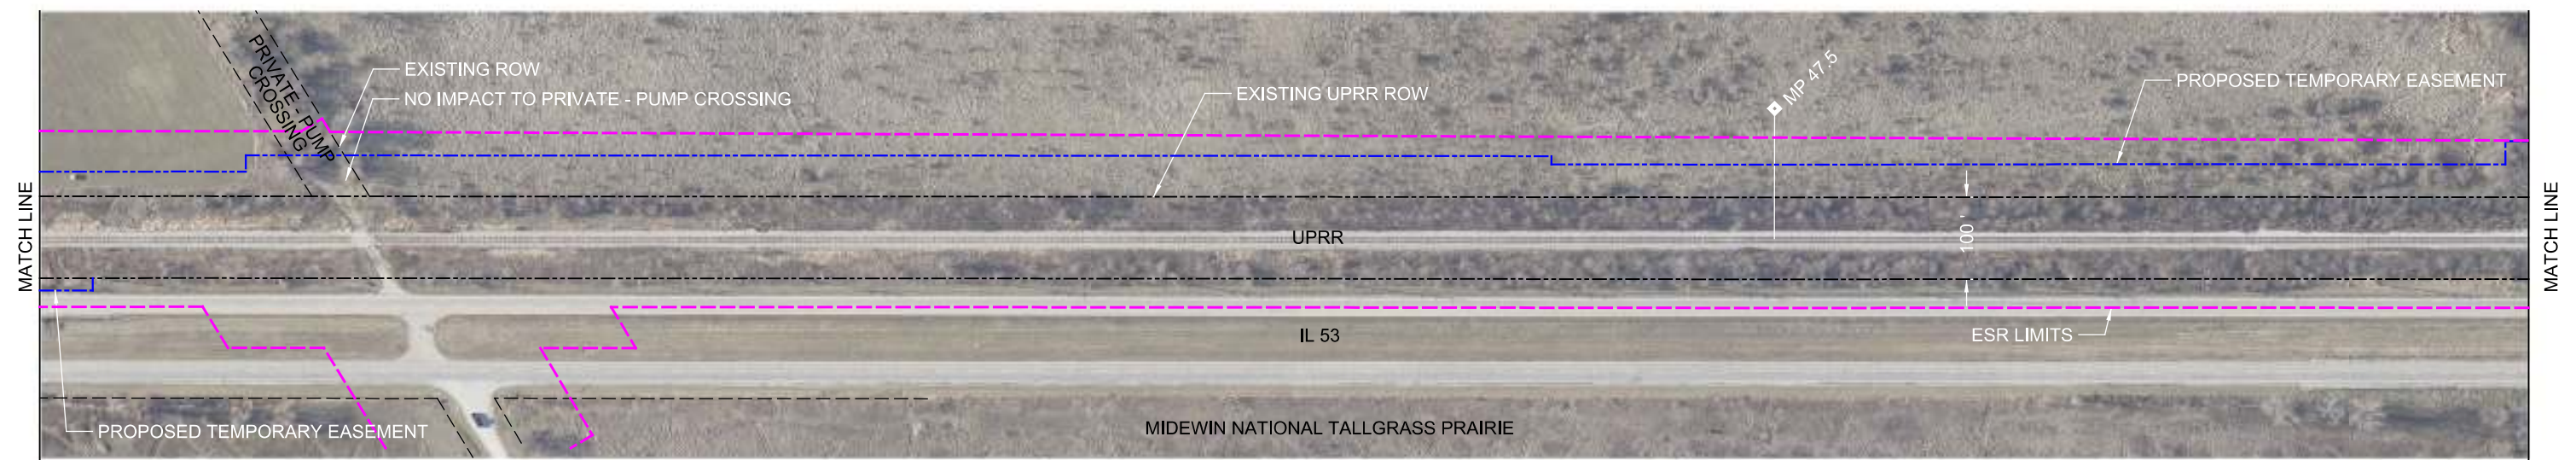 PRIVATE - PUMP
CROSSING
EXISTING ROW
NO IMPACT TO PRIVATE - PUMP CROSSING
EXISTING UPRR ROW
MP 47.5
PROPOSED TEMPORARY EASEMENT
MATCH LINE
MATCH LINE
UPRR
100 '
IL 53
ESR LIMITS
PROPOSED TEMPORARY EASEMENT
MIDEWIN NATIONAL TALLGRASS PRAIRIE